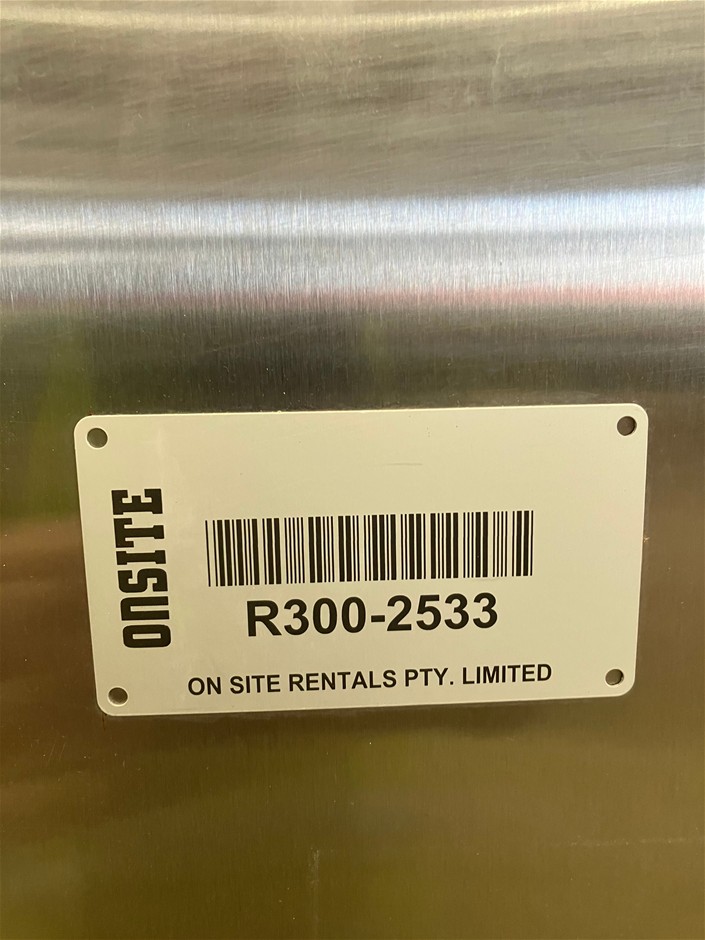 ONSITE
R300-2533
ON SITE RENTALS PTY. LIMITED